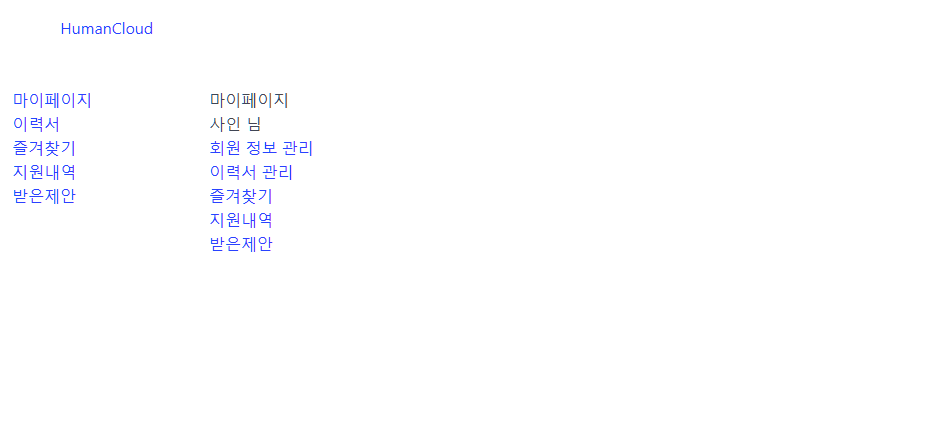 HumanCloud
마이페이지
이력서
즐겨찾기
지원내역
받은제안
마이페이지
사인 님
회원 정보 관리
이력서 관리
즐겨찾기
지원내역
받은제안